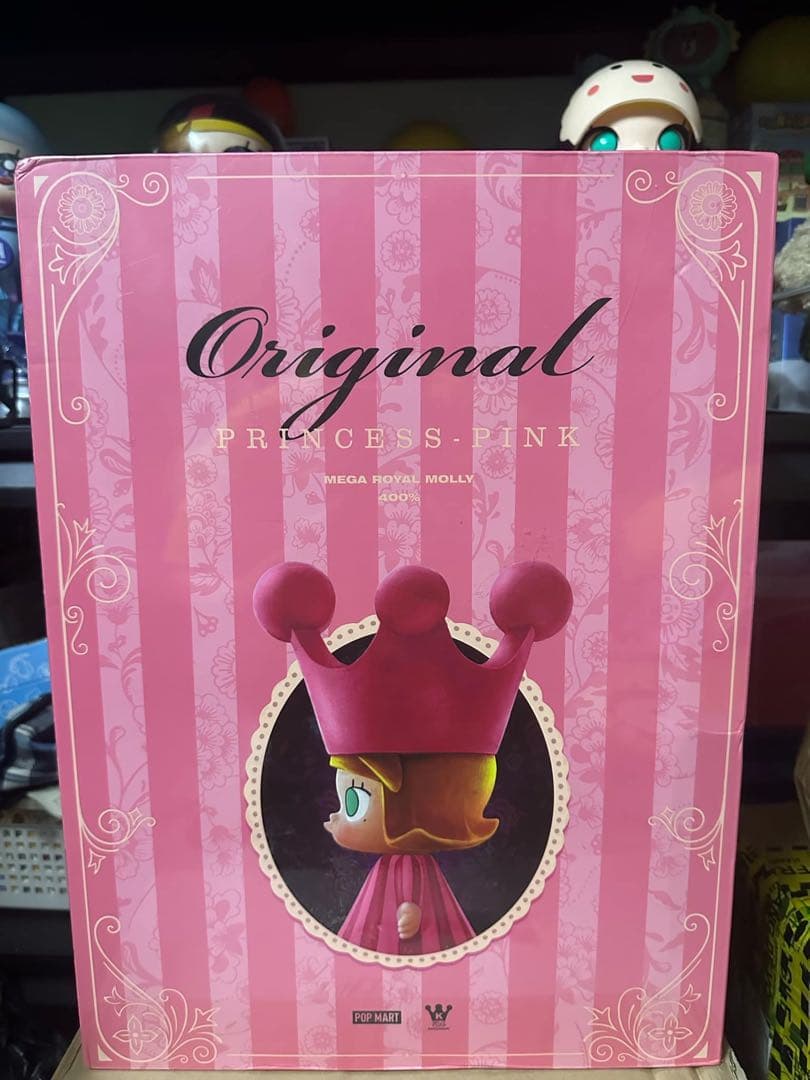 Original
PRINCESS-PINK
MEGA ROYAL MOLLY
400%
POP MART
K